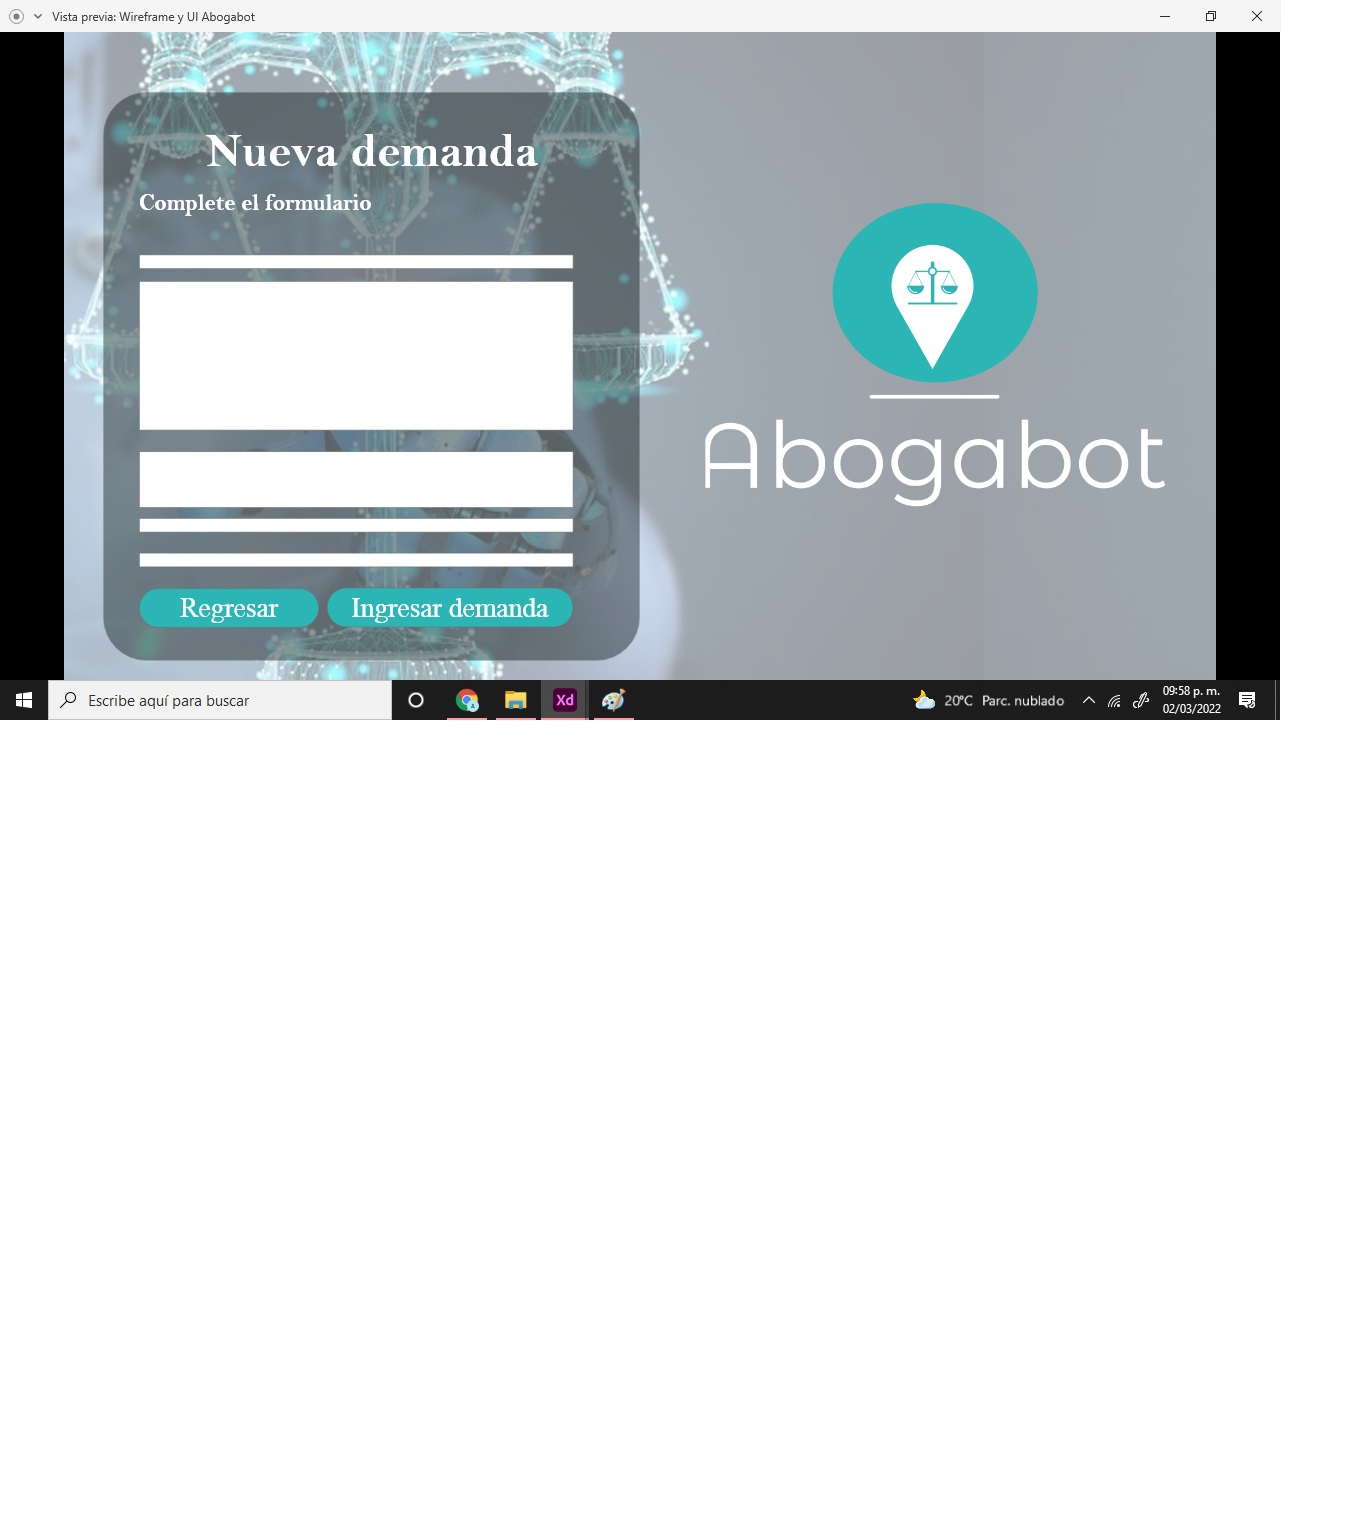 Vista previa: Wireframe y UI Abogabot
Nueva demanda
Complete el formulario
Regresar
Ingresar demanda
Abogabot
Escribe aquí para buscar
Xd
20°C Parc. nublado
09:58 p. m.
02/03/2022